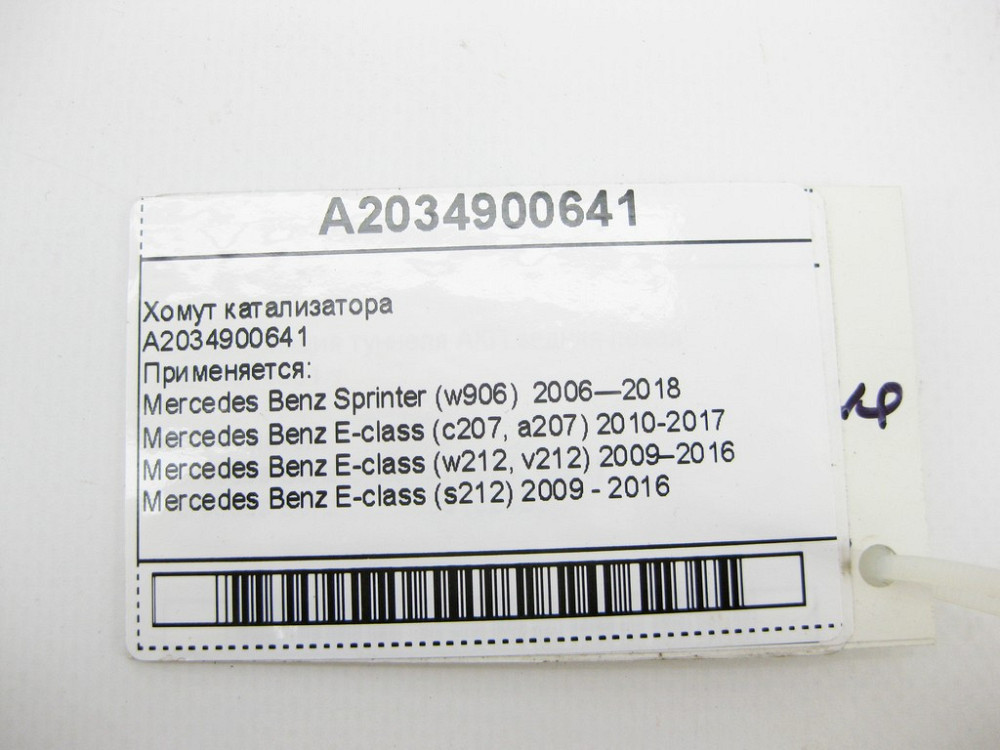 A2034900641
Хомут катализатора
A2034900641
Применяется:
Mercedes Benz Sprinter (w906) 2006—2018
Mercedes Benz E-class (c207, a207) 2010-2017
Mercedes Benz E-class (w212, v212) 2009–2016
Mercedes Benz E-class (s212) 2009 - 2016